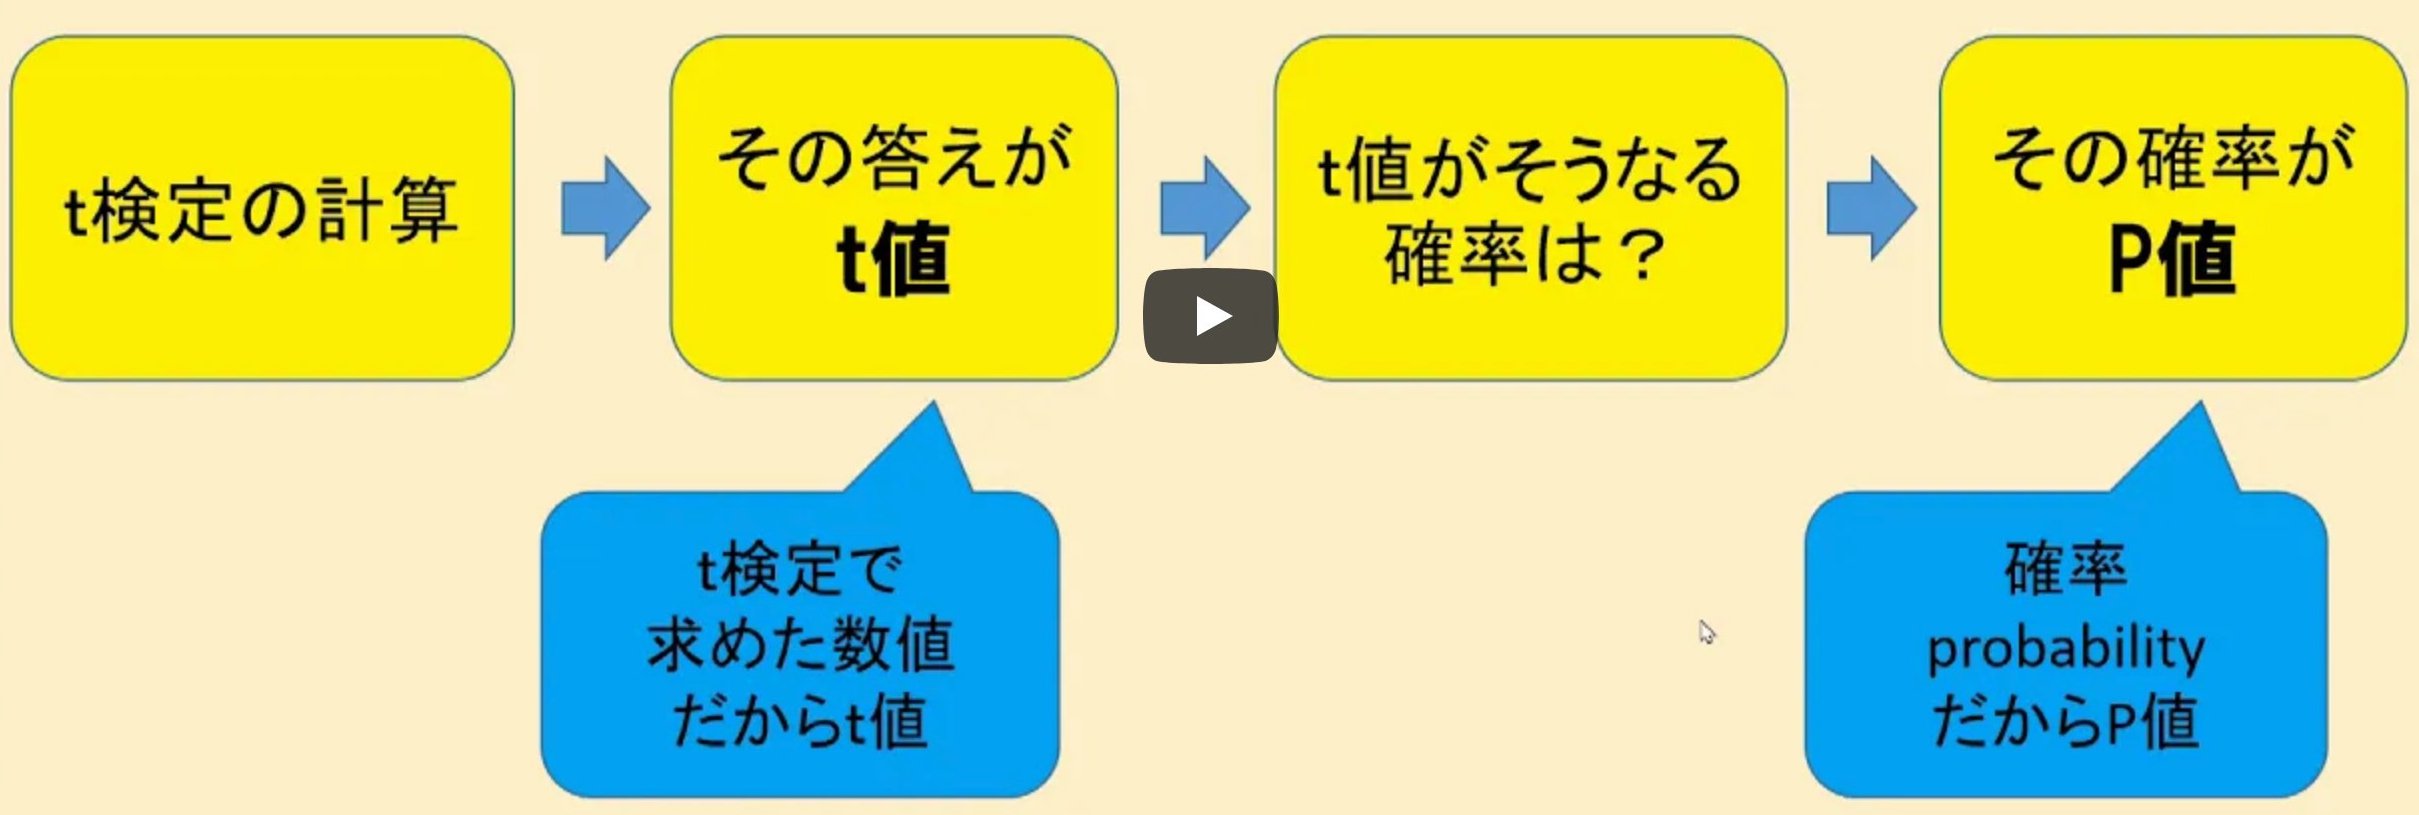 t検定の計算
その答えが
t値
t値がそうなる
確率は？
その確率が
P値
t検定で
求めた数値
だからt値
確率
probability
だからP値